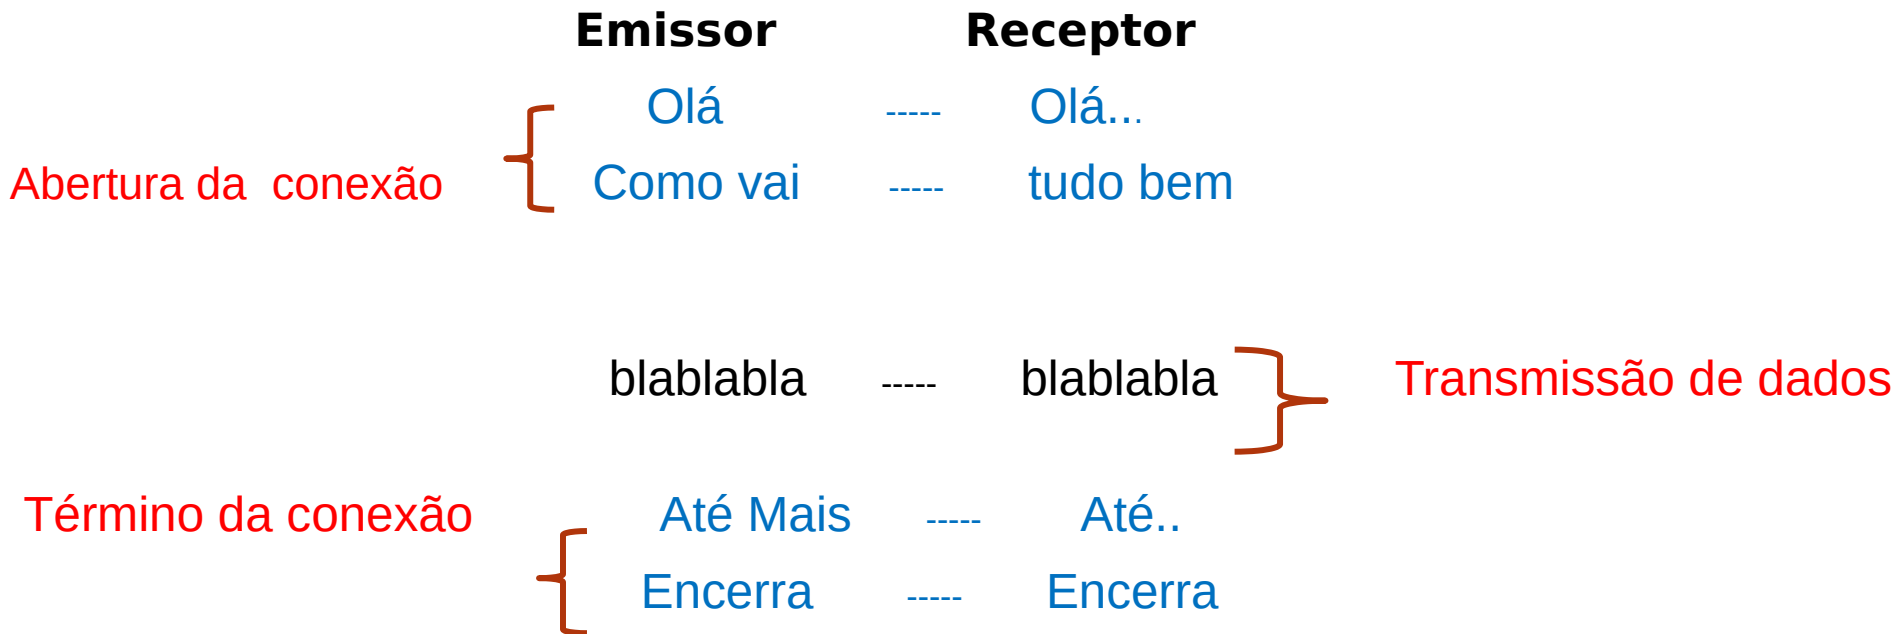 Emissor Receptor
Olá ----- Olá...
Abertura da conexão Como vai ----- tudo bem
blablabla ----- blablabla Transmissão de dados
Término da conexão Até Mais ----- Até..
Encerra ----- Encerra